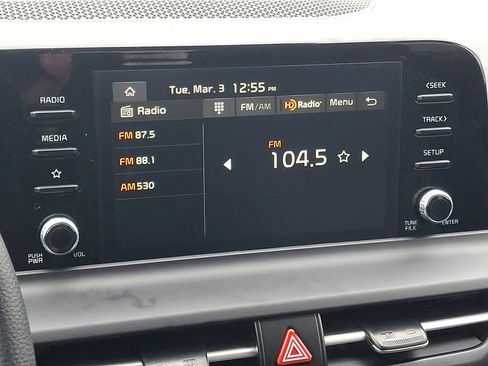 Tue, Mar. 3 12:55 PM
RADIO
MEDIA
PUSH PWR
VOL
Radio
FM/AM
HD Radio
Menu
FM 87.5
FM 88.1
AM 530
FM
104.5
<SEEK
TRACK>
SETUP
TUNE
FILE
ENTER